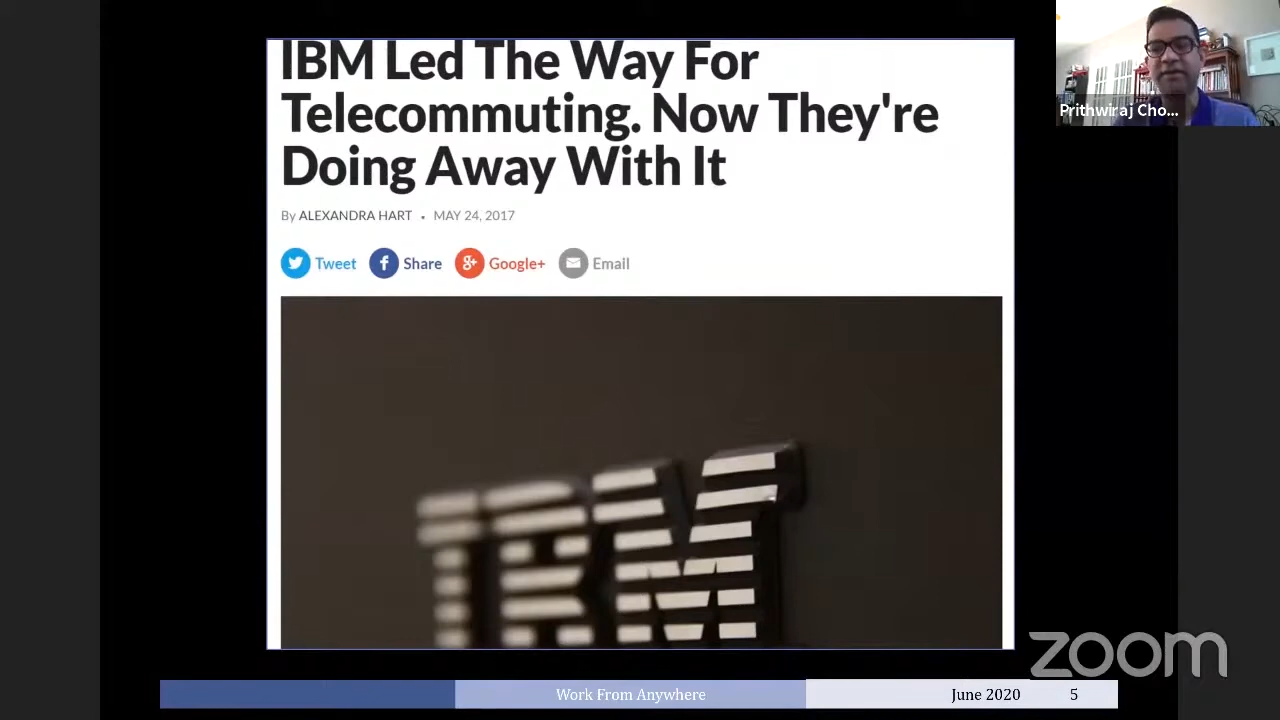 IBM Led The Way For
Telecommuting. Now They're
Doing Away With It
By ALEXANDRA HART • MAY 24, 2017
Tweet Share Google+ Email
IBM
Prithwiraj Cho...
zoom
Work From Anywhere June 2020 5